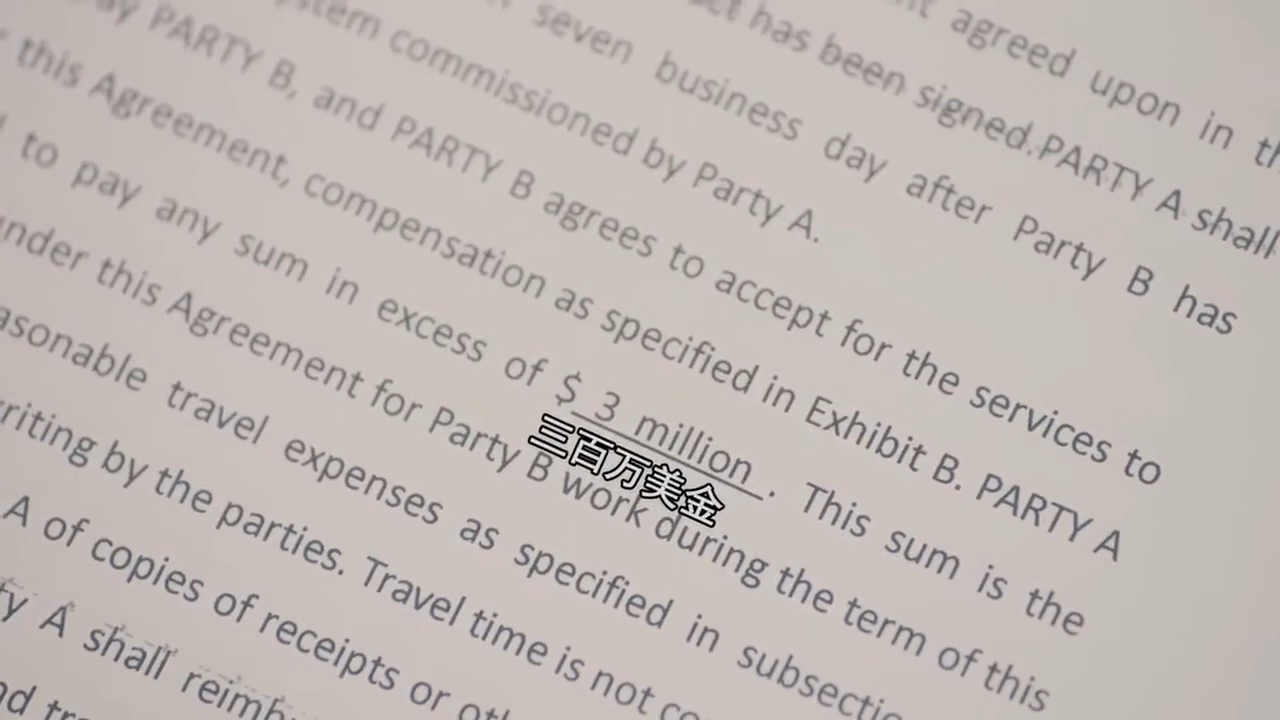 agreed upon in
has been signed.PARTY A shall
seven business day after Party B has
commissioned by Party A.
PARTY B, and PARTY B agrees to accept for the services to
this Agreement, compensation as specified in Exhibit B. PARTY A
to pay any sum in excess of $ 3 million . This sum is the
三百万美金
under this Agreement for Party B work during the term of this
asonable travel expenses as specified in subsectio
riting by the parties. Travel time is not co
A of copies of receipts or
ty A shall reimb